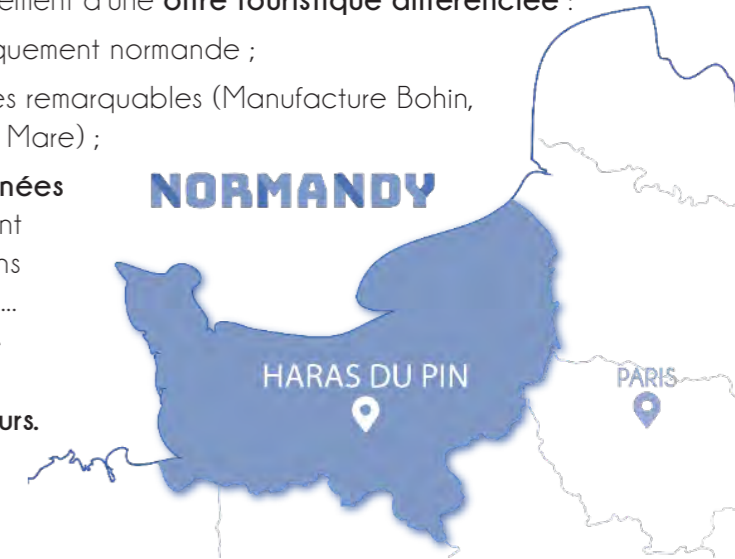 ement d'une offre touristique différenciée :
quement normande ;
es remarquables (Manufacture Bohin,
Mare) ;
nées
nt
ns
...
urs.
NORMANDY
HARAS DU PIN
PARIS